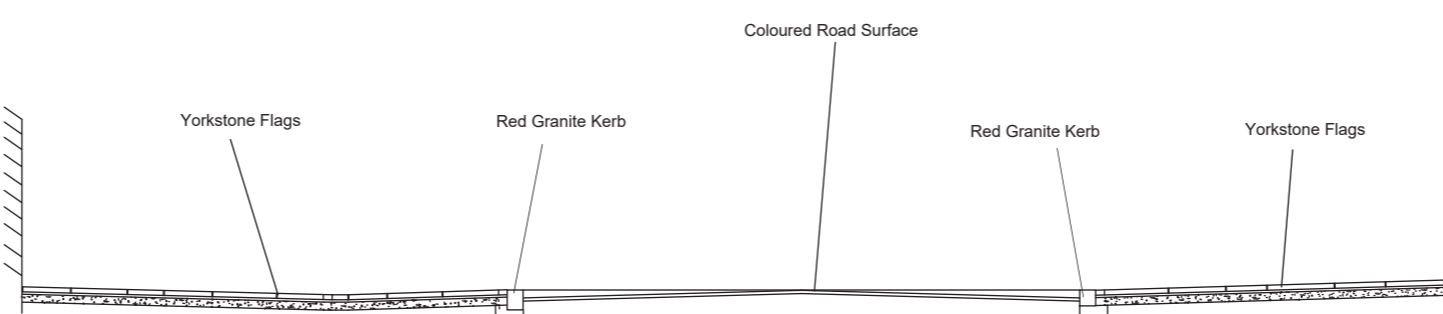 Coloured Road Surface
Yorkstone Flags
Red Granite Kerb
Red Granite Kerb
Yorkstone Flags